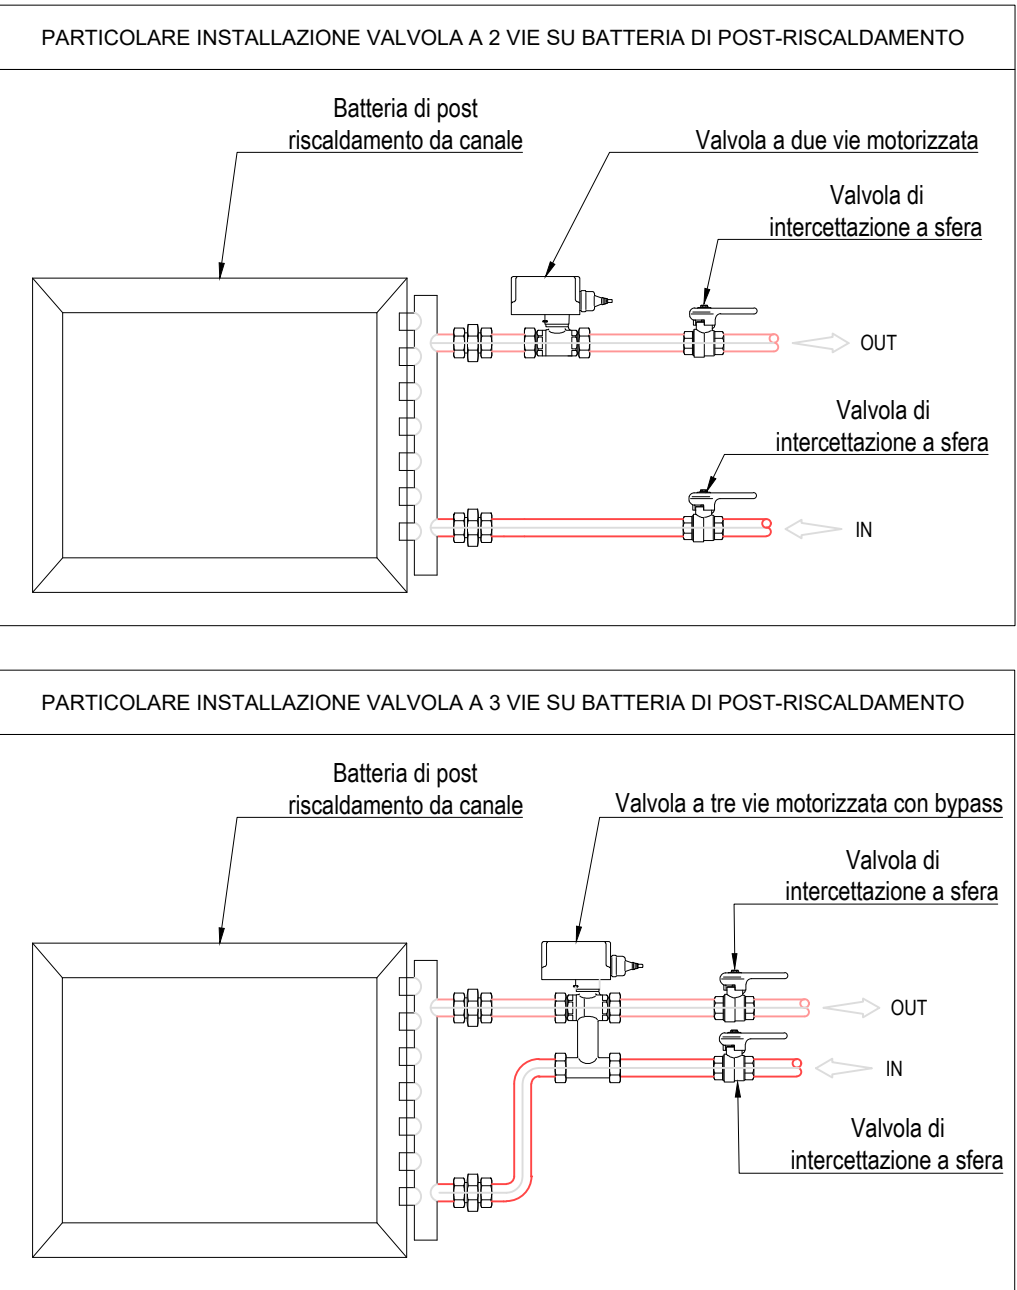 PARTICOLARE INSTALLAZIONE VALVOLA A 2 VIE SU BATTERIA DI POST-RISCALDAMENTO
Batteria di post
riscaldamento da canale
Valvola a due vie motorizzata
Valvola di
intercettazione a sfera
OUT
Valvola di
intercettazione a sfera
IN
PARTICOLARE INSTALLAZIONE VALVOLA A 3 VIE SU BATTERIA DI POST-RISCALDAMENTO
Batteria di post
riscaldamento da canale
Valvola a tre vie motorizzata con bypass
Valvola di
intercettazione a sfera
OUT
IN
Valvola di
intercettazione a sfera